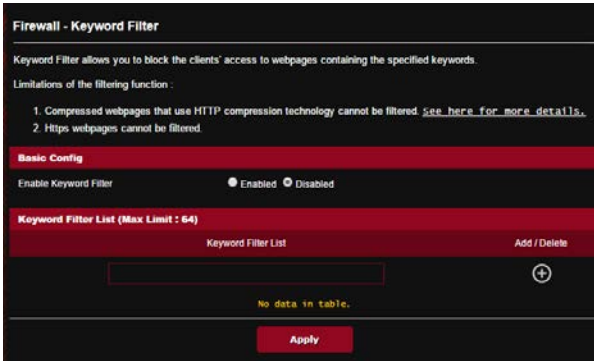 Firewall - Keyword Filter
Keyword Filter allows you to block the clients' access to webpages containing the specified keywords.
Limitations of the filtering function :
1. Compressed webpages that use HTTP compression technology cannot be filtered. See here for more details.
2. Https webpages cannot be filtered.
Basic Config
Enable Keyword Filter Enabled Disabled
Keyword Filter List (Max Limit : 64)
Keyword Filter List Add / Delete
No data in table.
Apply